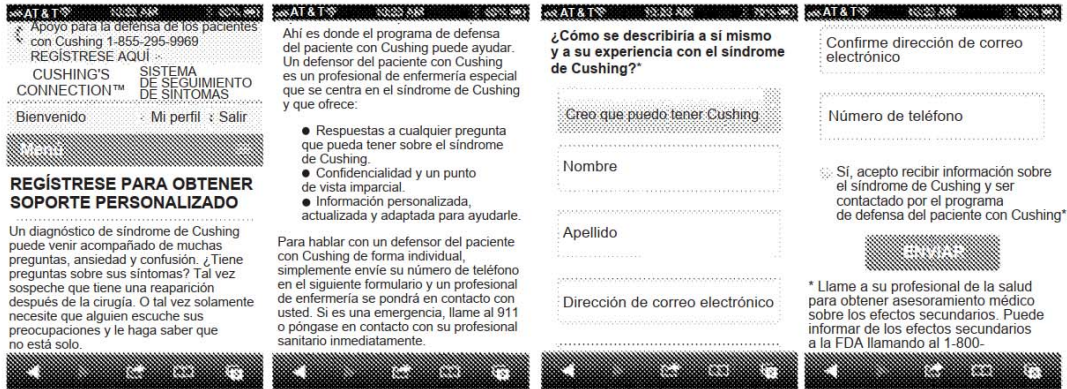 AT & T
Apoyo para la defensa de los pacientes
con Cushing 1-855-295-9969
REGÍSTRESE AQUÍ
CUSHING'S
CONNECTION™
SISTEMA
DE SEGUIMIENTO
DE SÍNTOMAS
Bienvenido
Mi perfil
Salir
Menú
REGÍSTRESE PARA OBTENER
SOPORTE PERSONALIZADO
Un diagnóstico de síndrome de Cushing
puede venir acompañado de muchas
preguntas, ansiedad y confusión. ¿Tiene
preguntas sobre sus síntomas? Tal vez
sospeche que tiene una reaparición
después de la cirugía. O tal vez solamente
necesite que alguien escuche sus
preocupaciones y le haga saber que
no está solo.
AT & T
Ahí es donde el programa de defensa
del paciente con Cushing puede ayudar.
Un defensor del paciente con Cushing
es un profesional de enfermería especial
que se centra en el síndrome de Cushing
y que ofrece:
● Respuestas a cualquier pregunta
que pueda tener sobre el síndrome
de Cushing.
● Confidencialidad y un punto
de vista imparcial.
● Información personalizada,
actualizada y adaptada para ayudarle.
Para hablar con un defensor del paciente
con Cushing de forma individual,
simplemente envíe su número de teléfono
en el siguiente formulario y un profesional
de enfermería se pondrá en contacto con
usted. Si es una emergencia, llame al 911
o póngase en contacto con su profesional
sanitario inmediatamente.
AT & T
¿Cómo se describiría a sí mismo
y a su experiencia con el síndrome
de Cushing?*
Creo que puedo tener Cushing
Nombre
Apellido
Dirección de correo electrónico
AT & T
Confirme dirección de correo
electrónico
Número de teléfono
Sí, acepto recibir información sobre
el síndrome de Cushing y ser
contactado por el programa
de defensa del paciente con Cushing*
ENVIAR
* Llame a su profesional de la salud
para obtener asesoramiento médico
sobre los efectos secundarios. Puede
informar de los efectos secundarios
a la FDA llamando al 1-800-